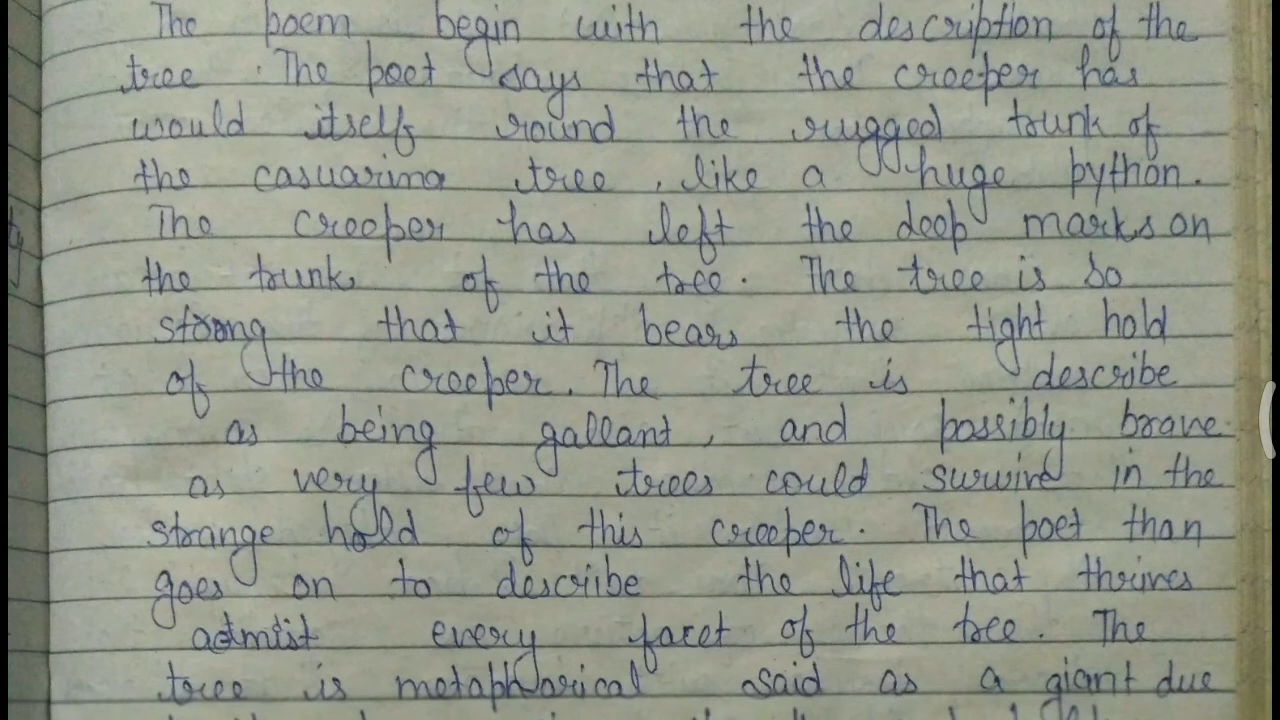 The poem begin with the description of the
tree. The poet says that the creeper has
would itself round the rugged trunk of
the casuarina tree, like a huge python.
The creeper has left the deep marks on
the trunk of the tree. The tree is so
strong that it bears the tight hold
of the creeper. The tree is describe
as being gallant, and possibly brave
as very few trees could survive in the
strange hold of this creeper. The poet than
goes on to describe the life that thrives
admist every facet of the tree. The
tree is metaphorical said as a giant due